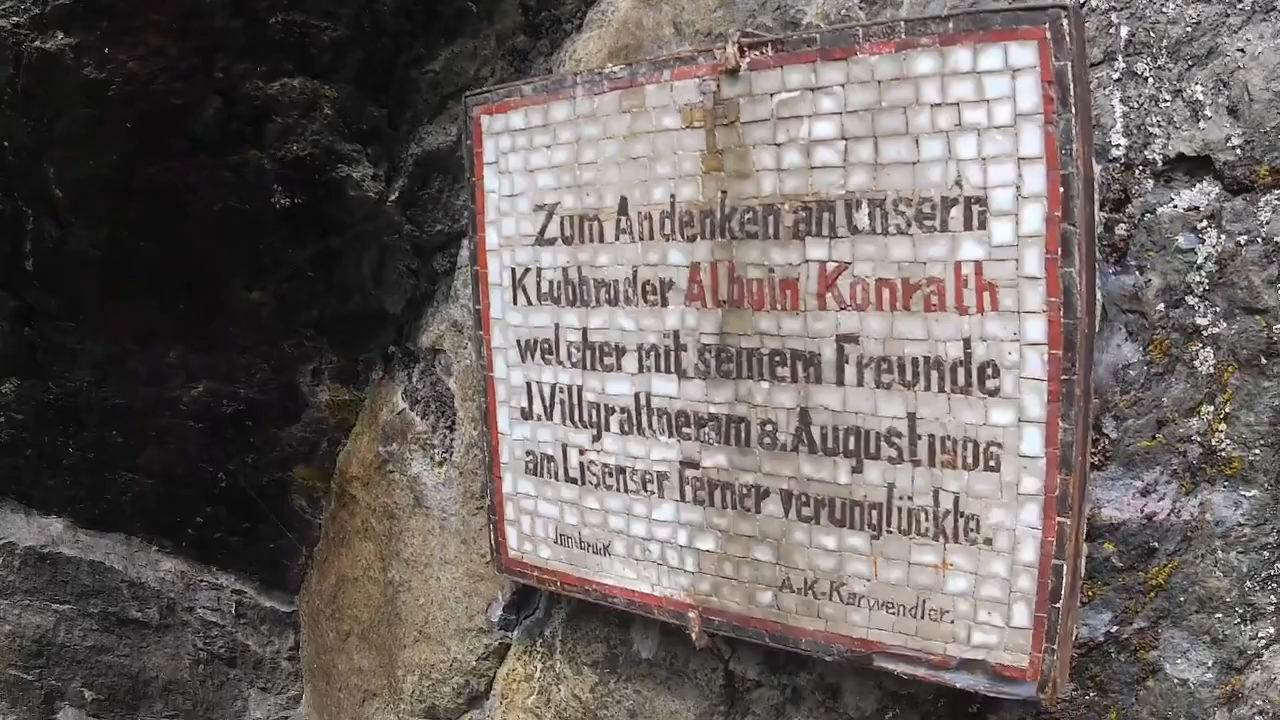 Zum Andenken an unsern
Klubbruder Albuin Konrath
welcher mit seinem Freunde
J. Villgrattner am 8. August 1906
am Lisenser Ferner verunglückte.
Innsbruck
A.K.Karwendler.